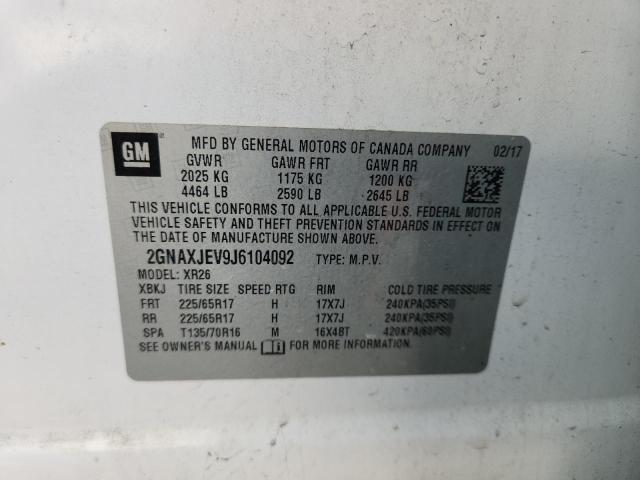 GM
MFD BY GENERAL MOTORS OF CANADA COMPANY 02/17
GVWR GAWR FRT GAWR RR
2025 KG 1175 KG 1200 KG
4464 LB 2590 LB 2645 LB
THIS VEHICLE CONFORMS TO ALL APPLICABLE U.S. FEDERAL MOTOR
VEHICLE SAFETY AND THEFT PREVENTION STANDARDS IN EFFECT ON THE
DATE OF MANUFACTURE SHOWN ABOVE.
2GNAXJEV9J6104092 TYPE: M.P.V.
MODEL: XR26
XBKJ TIRE SIZE SPEED RTG RIM COLD TIRE PRESSURE
FRT 225/65R17 H 17X7J 240KPA(35PSI)
RR 225/65R17 H 17X7J 240KPA(35PSI)
SPA T135/70R16 M 16X4BT 420KPA(60PSI)
SEE OWNER'S MANUAL FOR MORE INFORMATION.